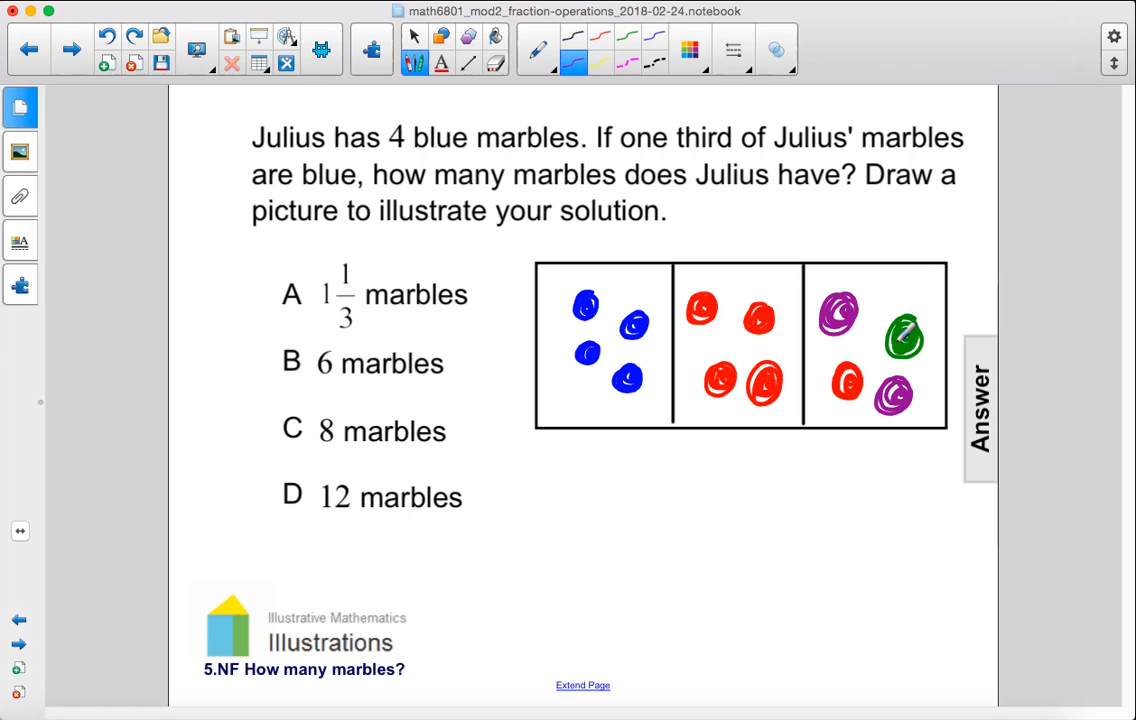 math6801_mod2_fraction-operations_2018-02-24.notebook
Julius has 4 blue marbles. If one third of Julius' marbles
are blue, how many marbles does Julius have? Draw a
picture to illustrate your solution.
A 1 1/3 marbles
B 6 marbles
C 8 marbles
D 12 marbles
Answer
Illustrative Mathematics
Illustrations
5.NF How many marbles?
Extend Page